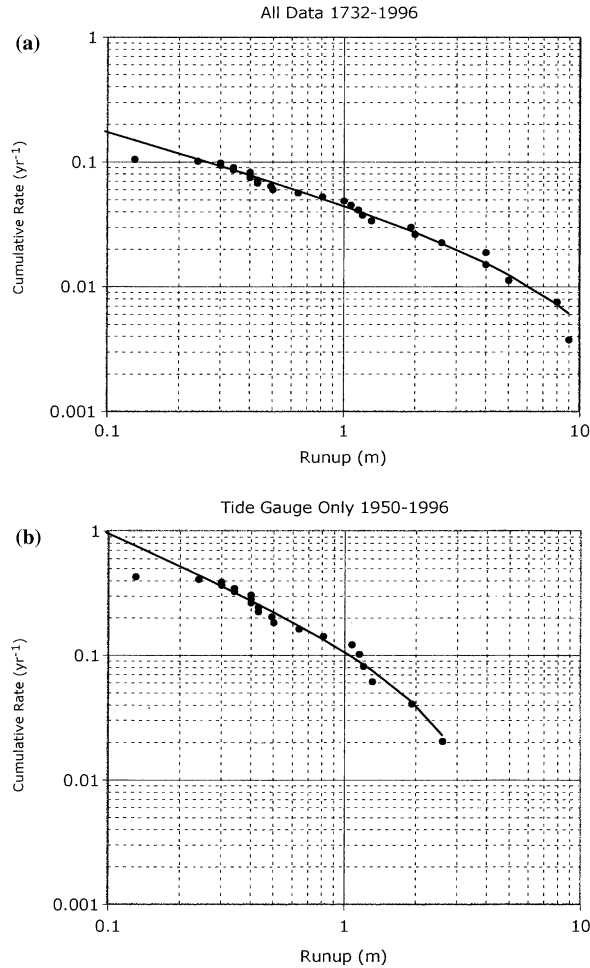 All Data 1732-1996
(a)
1
0.1
0.01
0.001
Cumulative Rate (yr⁻¹)
0.1 1 10
Runup (m)
Tide Gauge Only 1950-1996
(b)
1
0.1
0.01
0.001
Cumulative Rate (yr⁻¹)
0.1 1 10
Runup (m)